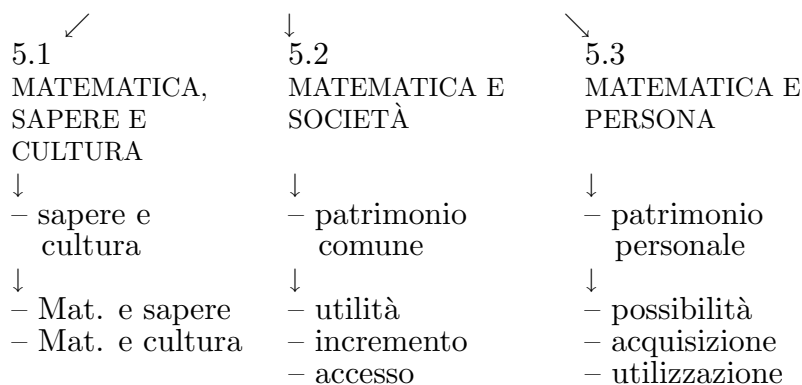 ↙ ↓ ↘
5.1
MATEMATICA,
SAPERE E
CULTURA
↓
– sapere e
cultura
↓
– Mat. e sapere
– Mat. e cultura
5.2
MATEMATICA E
SOCIETÀ
↓
– patrimonio
comune
↓
– utilità
– incremento
– accesso
5.3
MATEMATICA E
PERSONA
↓
– patrimonio
personale
↓
– possibilità
– acquisizione
– utilizzazione